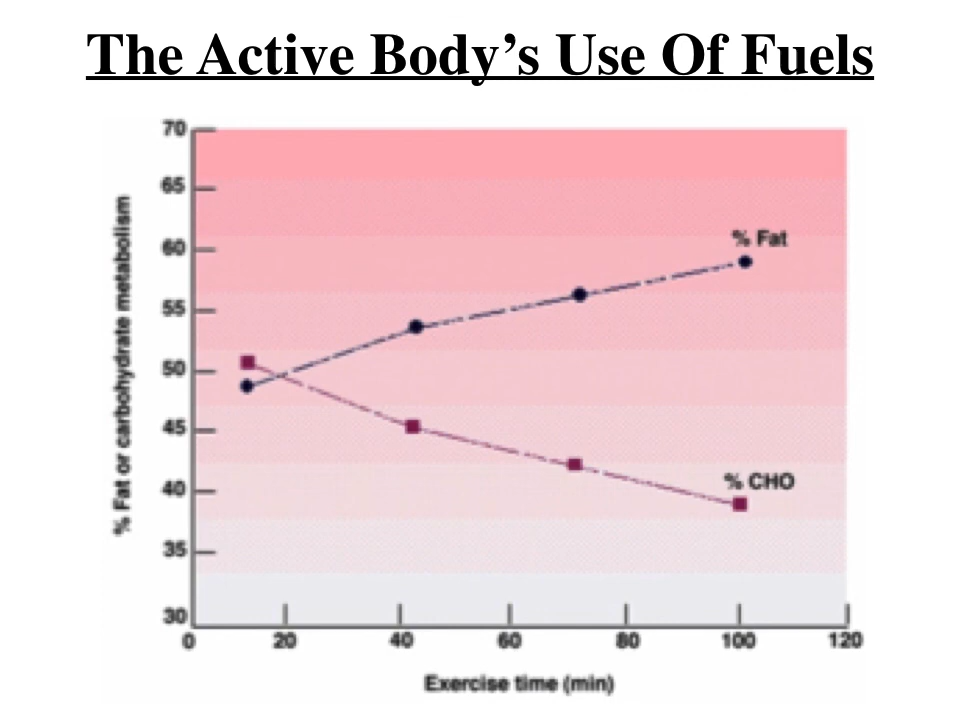 The Active Body’s Use Of Fuels
70
65
60
55
50
45
40
35
30
% Fat or carbohydrate metabolism
% Fat
% CHO
0 20 40 60 80 100 120
Exercise time (min)